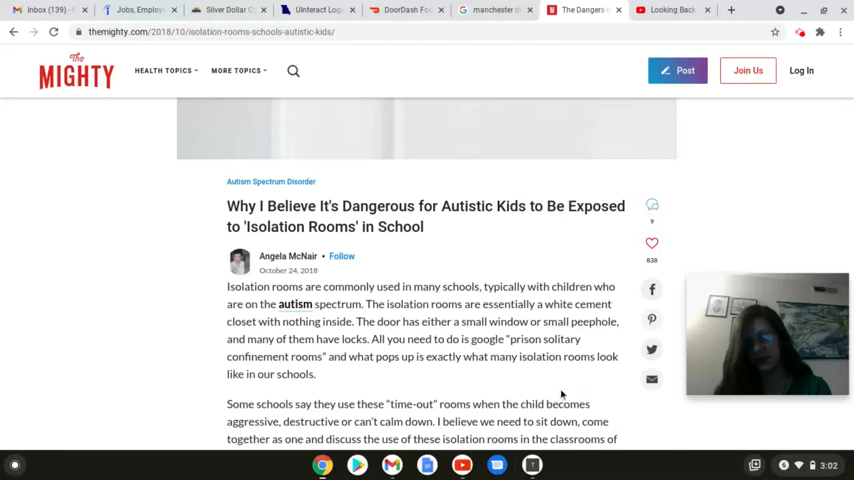 Inbox (139) - 
Jobs, Employ
Silver Dollar C
UInteract Log
DoorDash Foo
manchester d
The Dangers
Looking Back
themighty.com/2018/10/isolation-rooms-schools-autistic-kids/
The MIGHTY
HEALTH TOPICS
MORE TOPICS
Post
Join Us
Log In
Autism Spectrum Disorder
Why I Believe It's Dangerous for Autistic Kids to Be Exposed
to 'Isolation Rooms' in School
9
Angela McNair • Follow
838
October 24, 2018
Isolation rooms are commonly used in many schools, typically with children who
are on the autism spectrum. The isolation rooms are essentially a white cement
closet with nothing inside. The door has either a small window or small peephole,
and many of them have locks. All you need to do is google “prison solitary
confinement rooms” and what pops up is exactly what many isolation rooms look
like in our schools.
Some schools say they use these “time-out” rooms when the child becomes
aggressive, destructive or can't calm down. I believe we need to sit down, come
together as one and discuss the use of these isolation rooms in the classrooms of
T
3:02